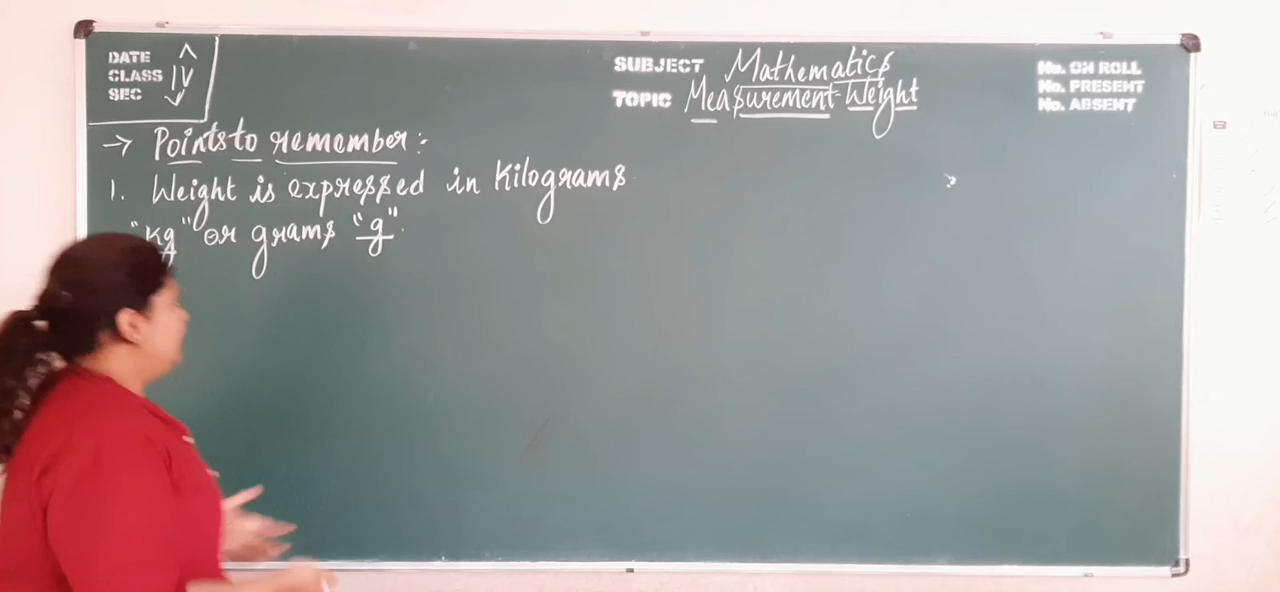 DATE
CLASS IV
SEC
SUBJECT Mathematics
TOPIC Measurement-Weight
No. ON ROLL
No. PRESENT
No. ABSENT
→ Points to remember :-
1. Weight is expressed in Kilograms
"kg" or grams "g".